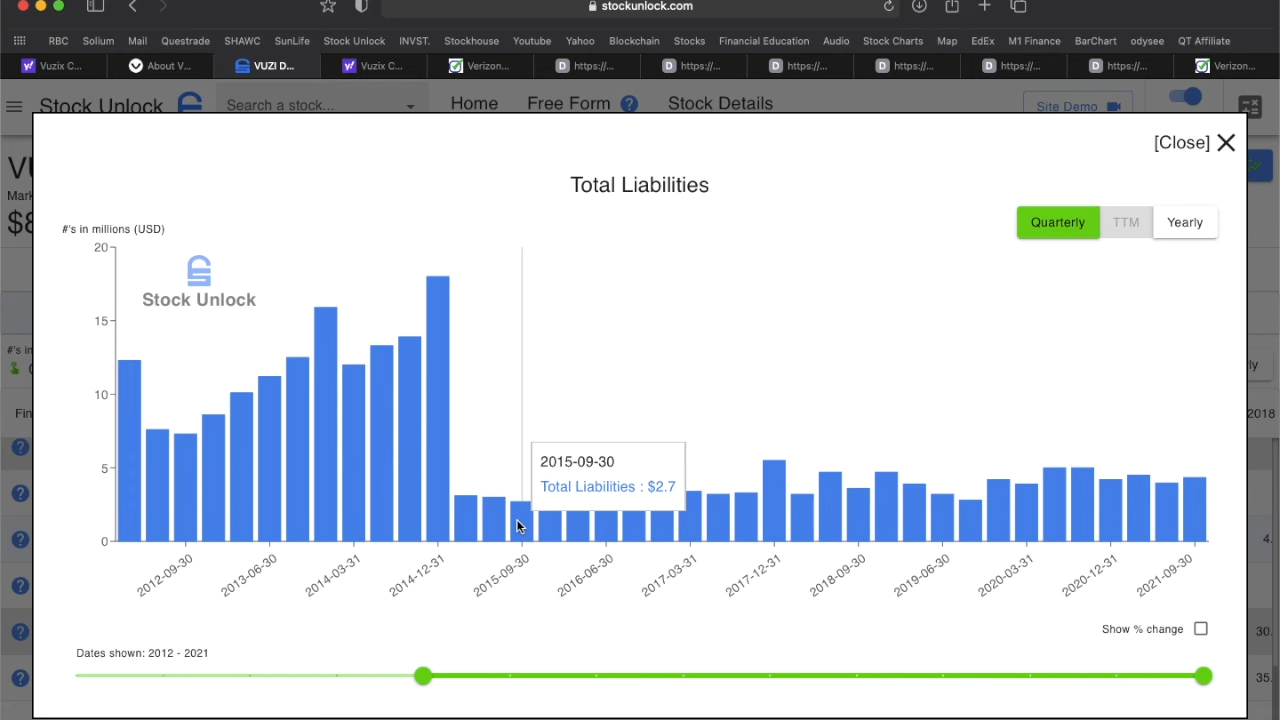 stockunlock.com
RBC Solium Mail Questrade SHAWC SunLife Stock Unlock INVST. Stockhouse Youtube Yahoo Blockchain Stocks Financial Education Audio Stock Charts Map EdEx M1 Finance BarChart odysee QT Affiliate
Vuzix C... About V... VUZI D... Vuzix C... Verizon... https://... https://... https://... https://... https://... https://... Verizon...
Stock Unlock Search a stock... Home Free Form ? Stock Details Site Demo
[Close]
Total Liabilities
Quarterly TTM Yearly
#'s in millions (USD)
20
15
10
5
0
Stock Unlock
2015-09-30
Total Liabilities : $2.7
2012-09-30 2013-06-30 2014-03-31 2014-12-31 2015-09-30 2016-06-30 2017-03-31 2017-12-31 2018-09-30 2019-06-30 2020-03-31 2020-12-31 2021-09-30
Show % change
Dates shown: 2012 - 2021
#'s in
2018
4.
30.
35.